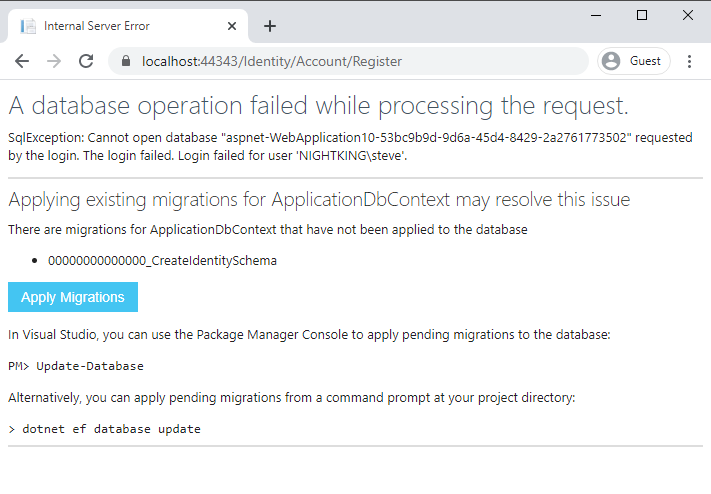 Internal Server Error
localhost:44343/Identity/Account/Register
Guest
A database operation failed while processing the request.
SqlException: Cannot open database "aspnet-WebApplication10-53bc9b9d-9d6a-45d4-8429-2a2761773502" requested
by the login. The login failed. Login failed for user 'NIGHTKING\steve'.
Applying existing migrations for ApplicationDbContext may resolve this issue
There are migrations for ApplicationDbContext that have not been applied to the database
• 00000000000000_CreateIdentitySchema
Apply Migrations
In Visual Studio, you can use the Package Manager Console to apply pending migrations to the database:
PM> Update-Database
Alternatively, you can apply pending migrations from a command prompt at your project directory:
> dotnet ef database update